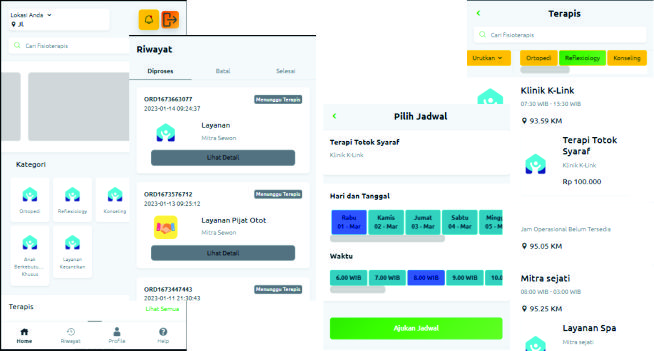 Lokasi Anda
Jl
Cari fisioterapis
Kategori
Ortopedi
Reflexiology
Konseling
Anak
Berkebutu...
Khusus
Layanan
Kecantikan
Terapis
Lihat Semua
Home
Riwayat
Profile
Help
Riwayat
Diproses
Batal
Selesai
ORD1673663077
Menunggu Terapis
2023-01-14 09:24:37
Layanan
Mitra Sewon
Lihat Detail
ORD1673576712
Menunggu Terapis
2023-01-13 09:25:12
Layanan Pijat Otot
Mitra Sewon
Lihat Detail
ORD1673447443
Menunggu Terapis
2023-01-11 21:30:43
Pilih Jadwal
Terapi Totok Syaraf
Klinik K-Link
Hari dan Tanggal
Rabu
01 - Mar
Kamis
02 - Mar
Jumat
03 - Mar
Sabtu
04 - Mar
Mingg
05 - M
Waktu
6.00 WIB
7.00 WIB
8.00 WIB
9.00 WIB
10.0
Ajukan Jadwal
Terapis
Cari fisioterapis
Urutkan
Ortopedi
Reflexiology
Konseling
Klinik K-Link
07:30 WIB - 13:30 WIB
93.59 KM
Terapi Totok
Syaraf
Klinik K-Link
Rp 100.000
Jam Operasional Belum Tersedia
95.05 KM
Mitra sejati
08:00 WIB - 03:00 WIB
95.25 KM
Layanan Spa
Mitra sejati